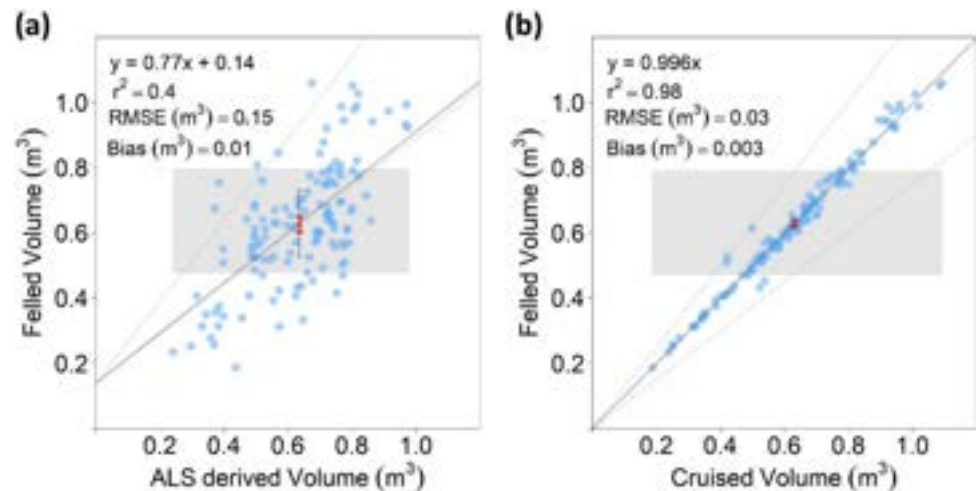 (a)
y = 0.77x + 0.14
r² = 0.4
RMSE (m³) = 0.15
Bias (m³) = 0.01
Felled Volume (m³)
1.0
0.8
0.6
0.4
0.2
0.2 0.4 0.6 0.8 1.0
ALS derived Volume (m³)
(b)
y = 0.996x
r² = 0.98
RMSE (m³) = 0.03
Bias (m³) = 0.003
Felled Volume (m³)
1.0
0.8
0.6
0.4
0.2
0.2 0.4 0.6 0.8 1.0
Cruised Volume (m³)